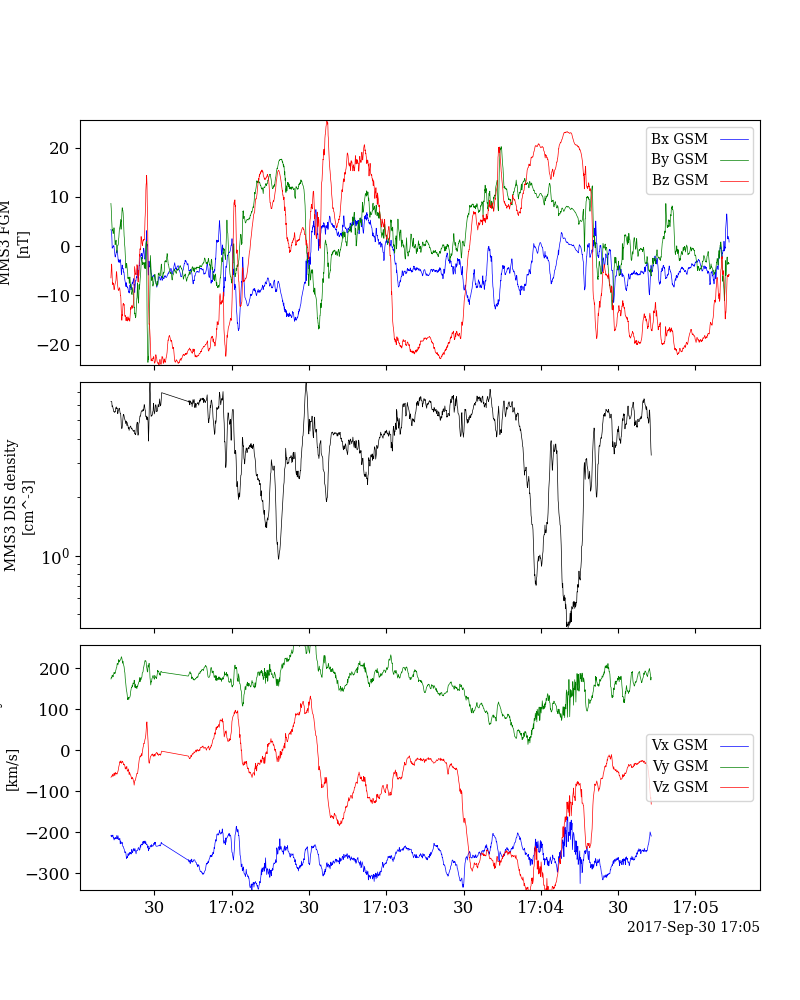 MMS3 FGM
[nT]
20
10
0
−10
−20
Bx GSM
By GSM
Bz GSM
MMS3 DIS density
[cm^-3]
10^0
[km/s]
200
100
0
−100
−200
−300
Vx GSM
Vy GSM
Vz GSM
30 17:02 30 17:03 30 17:04 30 17:05
2017-Sep-30 17:05